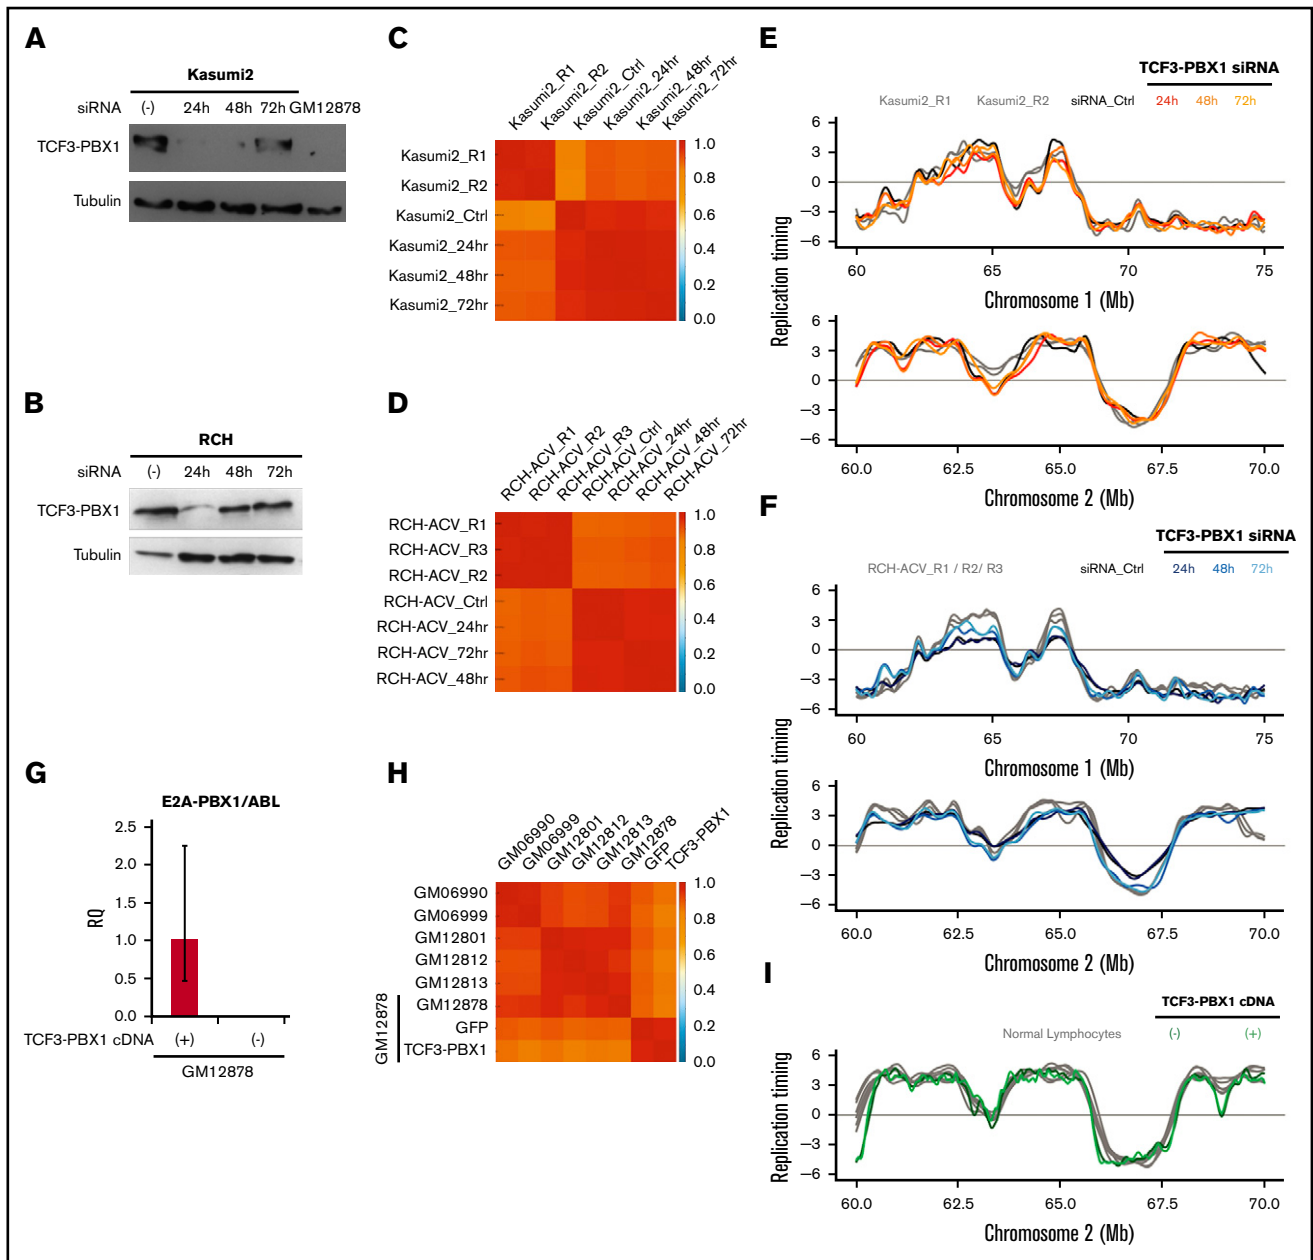 A
Kasumi2
siRNA (-) 24h 48h 72h GM12878
TCF3-PBX1
Tubulin
B
RCH
siRNA (-) 24h 48h 72h
TCF3-PBX1
Tubulin
C
Kasumi2_R1
Kasumi2_R2
Kasumi2_Ctrl
Kasumi2_24hr
Kasumi2_48hr
Kasumi2_72hr
Kasumi2_R1
Kasumi2_R2
Kasumi2_Ctrl
Kasumi2_24hr
Kasumi2_48hr
Kasumi2_72hr
1.0
0.8
0.6
0.4
0.2
0.0
D
RCH-ACV_R1
RCH-ACV_R2
RCH-ACV_R3
RCH-ACV_Ctrl
RCH-ACV_24hr
RCH-ACV_48hr
RCH-ACV_72hr
RCH-ACV_R1
RCH-ACV_R3
RCH-ACV_R2
RCH-ACV_Ctrl
RCH-ACV_24hr
RCH-ACV_72hr
RCH-ACV_48hr
1.0
0.8
0.6
0.4
0.2
0.0
E
TCF3-PBX1 siRNA
Kasumi2_R1 Kasumi2_R2 siRNA_Ctrl 24h 48h 72h
6
3
0
−3
−6
60 65 70 75
Chromosome 1 (Mb)
Replication timing
6
3
0
−3
−6
60.0 62.5 65.0 67.5 70.0
Chromosome 2 (Mb)
F
TCF3-PBX1 siRNA
RCH-ACV_R1 / R2/ R3 siRNA_Ctrl 24h 48h 72h
6
3
0
−3
−6
60 65 70 75
Chromosome 1 (Mb)
Replication timing
6
3
0
−3
−6
60.0 62.5 65.0 67.5 70.0
Chromosome 2 (Mb)
G
E2A-PBX1/ABL
2.5
2.0
1.5
1.0
0.5
0.0
RQ
TCF3-PBX1 cDNA (+) (-)
GM12878
H
GM06990
GM06999
GM12801
GM12812
GM12813
GM12878
GFP
TCF3-PBX1
GM06990
GM06999
GM12801
GM12812
GM12813
GM12878
GFP
TCF3-PBX1
GM12878
1.0
0.8
0.6
0.4
0.2
0.0
I
TCF3-PBX1 cDNA
Normal Lymphocytes (-) (+)
6
3
0
−3
−6
Replication timing
60.0 62.5 65.0 67.5 70.0
Chromosome 2 (Mb)